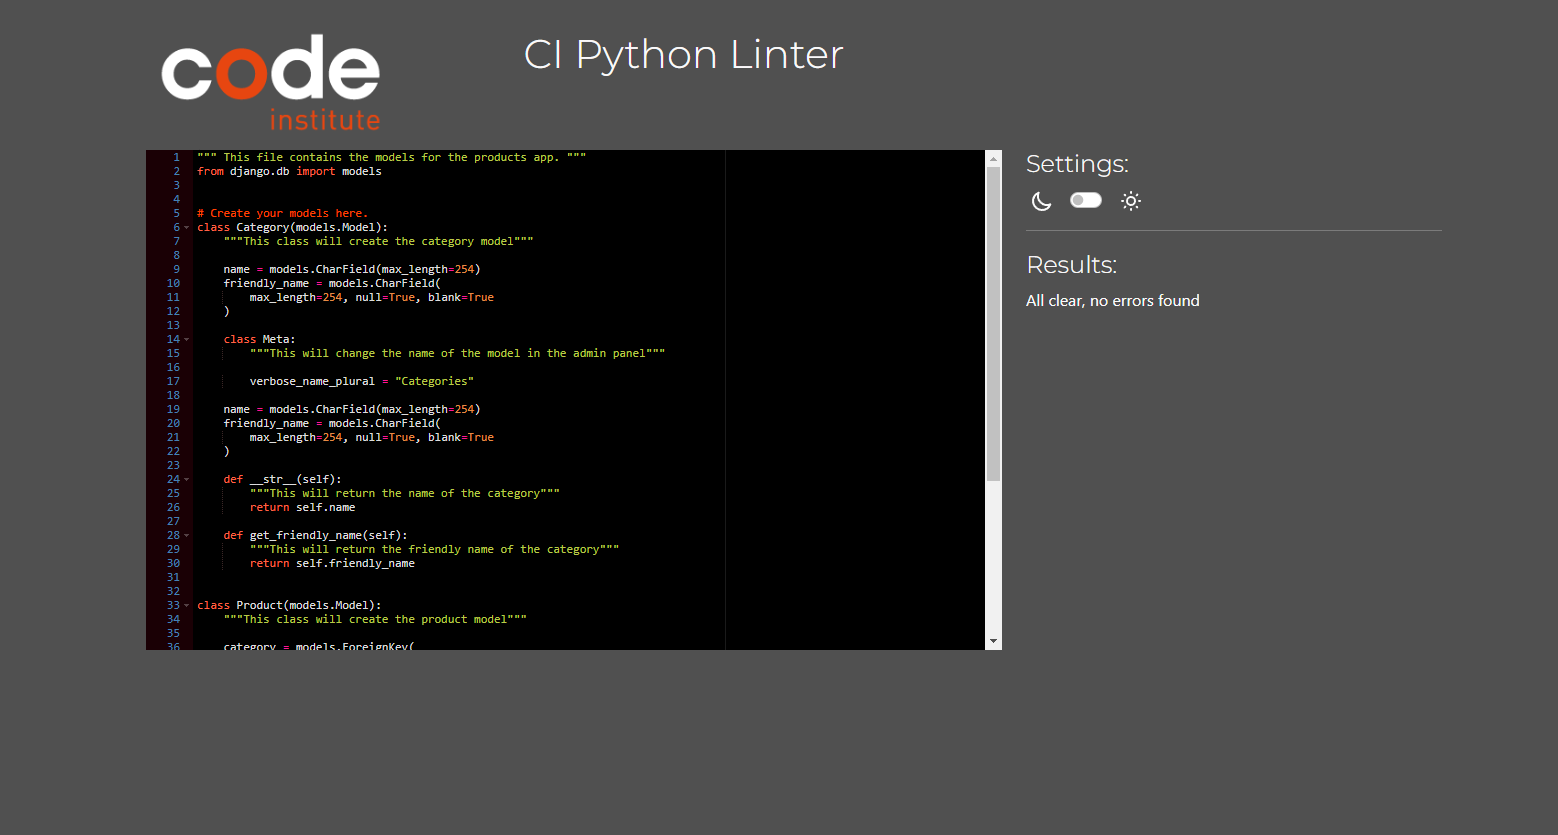 code
institute
CI Python Linter
1 """ This file contains the models for the products app. """
2 from django.db import models
3
4
5 # Create your models here.
6 class Category(models.Model):
7     """This class will create the category model"""
8
9     name = models.CharField(max_length=254)
10     friendly_name = models.CharField(
11         max_length=254, null=True, blank=True
12     )
13
14     class Meta:
15         """This will change the name of the model in the admin panel"""
16
17         verbose_name_plural = "Categories"
18
19     name = models.CharField(max_length=254)
20     friendly_name = models.CharField(
21         max_length=254, null=True, blank=True
22     )
23
24     def __str__(self):
25         """This will return the name of the category"""
26         return self.name
27
28     def get_friendly_name(self):
29         """This will return the friendly name of the category"""
30         return self.friendly_name
31
32
33 class Product(models.Model):
34     """This class will create the product model"""
35
36     category = models.ForeignKey(
Settings:
Results:
All clear, no errors found